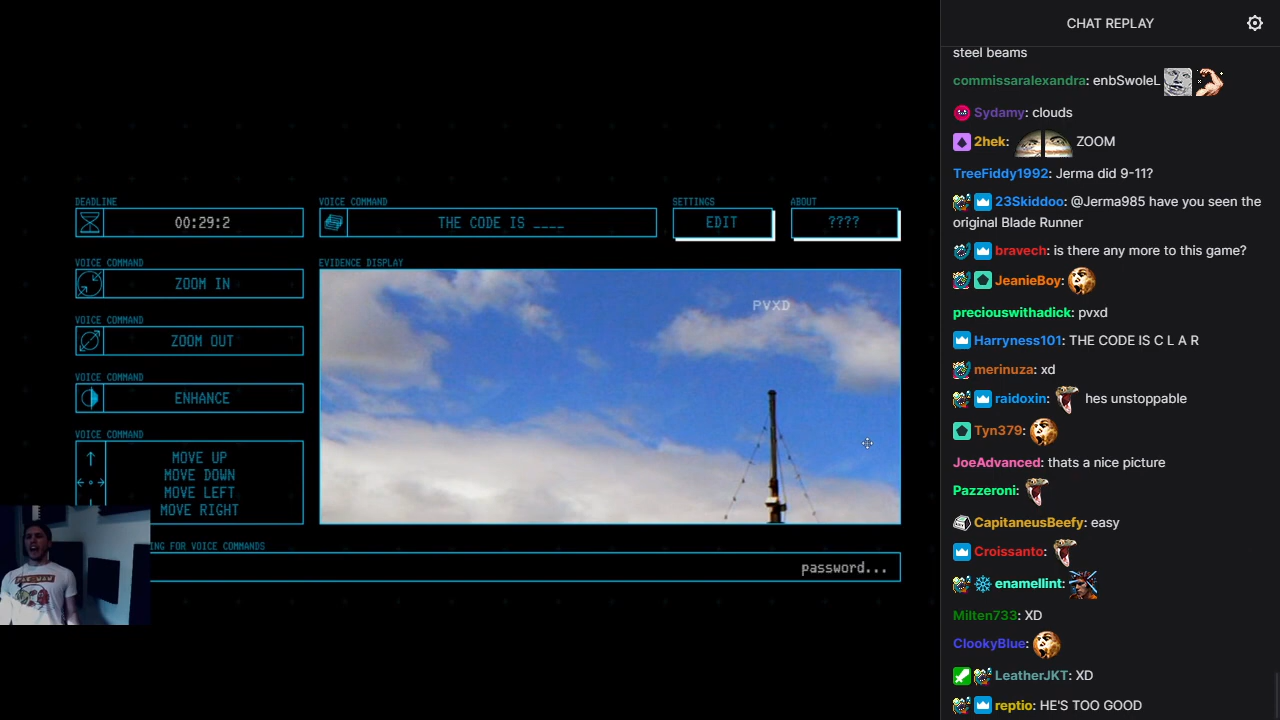 DEADLINE
00:29:2
VOICE COMMAND
THE CODE IS ____
SETTINGS
EDIT
ABOUT
????
VOICE COMMAND
ZOOM IN
VOICE COMMAND
ZOOM OUT
VOICE COMMAND
ENHANCE
VOICE COMMAND
MOVE UP
MOVE DOWN
MOVE LEFT
MOVE RIGHT
EVIDENCE DISPLAY
PVXD
ING FOR VOICE COMMANDS
password...
CHAT REPLAY
steel beams
commissaralexandra: enbSwoleL
Sydamy: clouds
2hek: ZOOM
TreeFiddy1992: Jerma did 9-11?
23Skiddoo: @Jerma985 have you seen the
original Blade Runner
bravech: is there any more to this game?
JeanieBoy:
preciouswithadick: pvxd
Harryness101: THE CODE IS C L A R
merinuza: xd
raidoxin: hes unstoppable
Tyn379:
JoeAdvanced: thats a nice picture
Pazzeroni:
CapitaneusBeefy: easy
Croissanto:
enamellint:
Milten733: XD
ClookyBlue:
LeatherJKT: XD
reptio: HE'S TOO GOOD